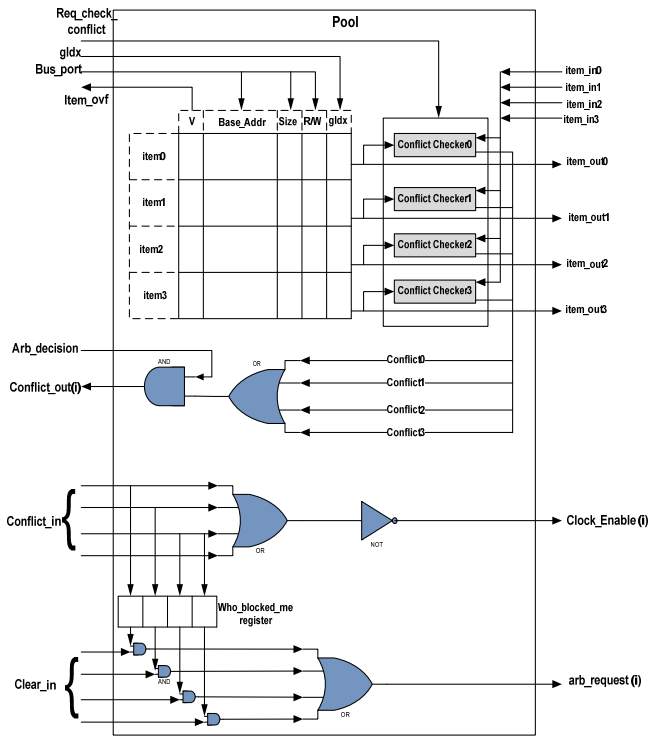 Req_check_
conflict
Pool
gIdx
Bus_port
Item_ovf
item_in0
item_in1
item_in2
item_in3
V
Base_Addr
Size
R/W
gIdx
item0
item1
item2
item3
Conflict Checker0
Conflict Checker1
Conflict Checker2
Conflict Checker3
item_out0
item_out1
item_out2
item_out3
Arb_decision
AND
OR
Conflict_out(i)
Conflict0
Conflict1
Conflict2
Conflict3
Conflict_in
OR
NOT
Clock_Enable (i)
Who_blocked_me
register
Clear_in
AND
OR
arb_request (i)